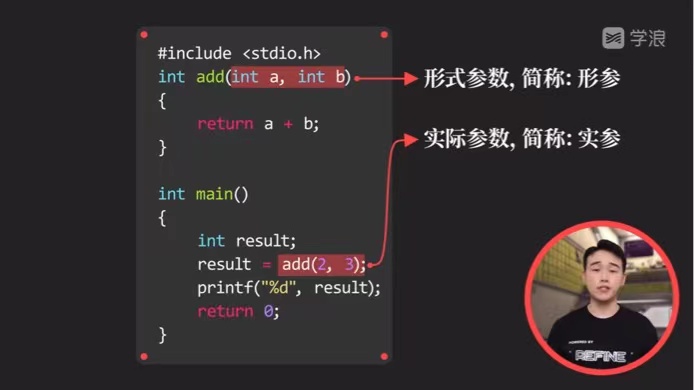 学浪
#include <stdio.h>
int add(int a, int b)
{
return a + b;
}
int main()
{
int result;
result = add(2, 3);
printf("%d", result);
return 0;
}
形式参数, 简称: 形参
实际参数, 简称: 实参
POWERED BY
REFINE